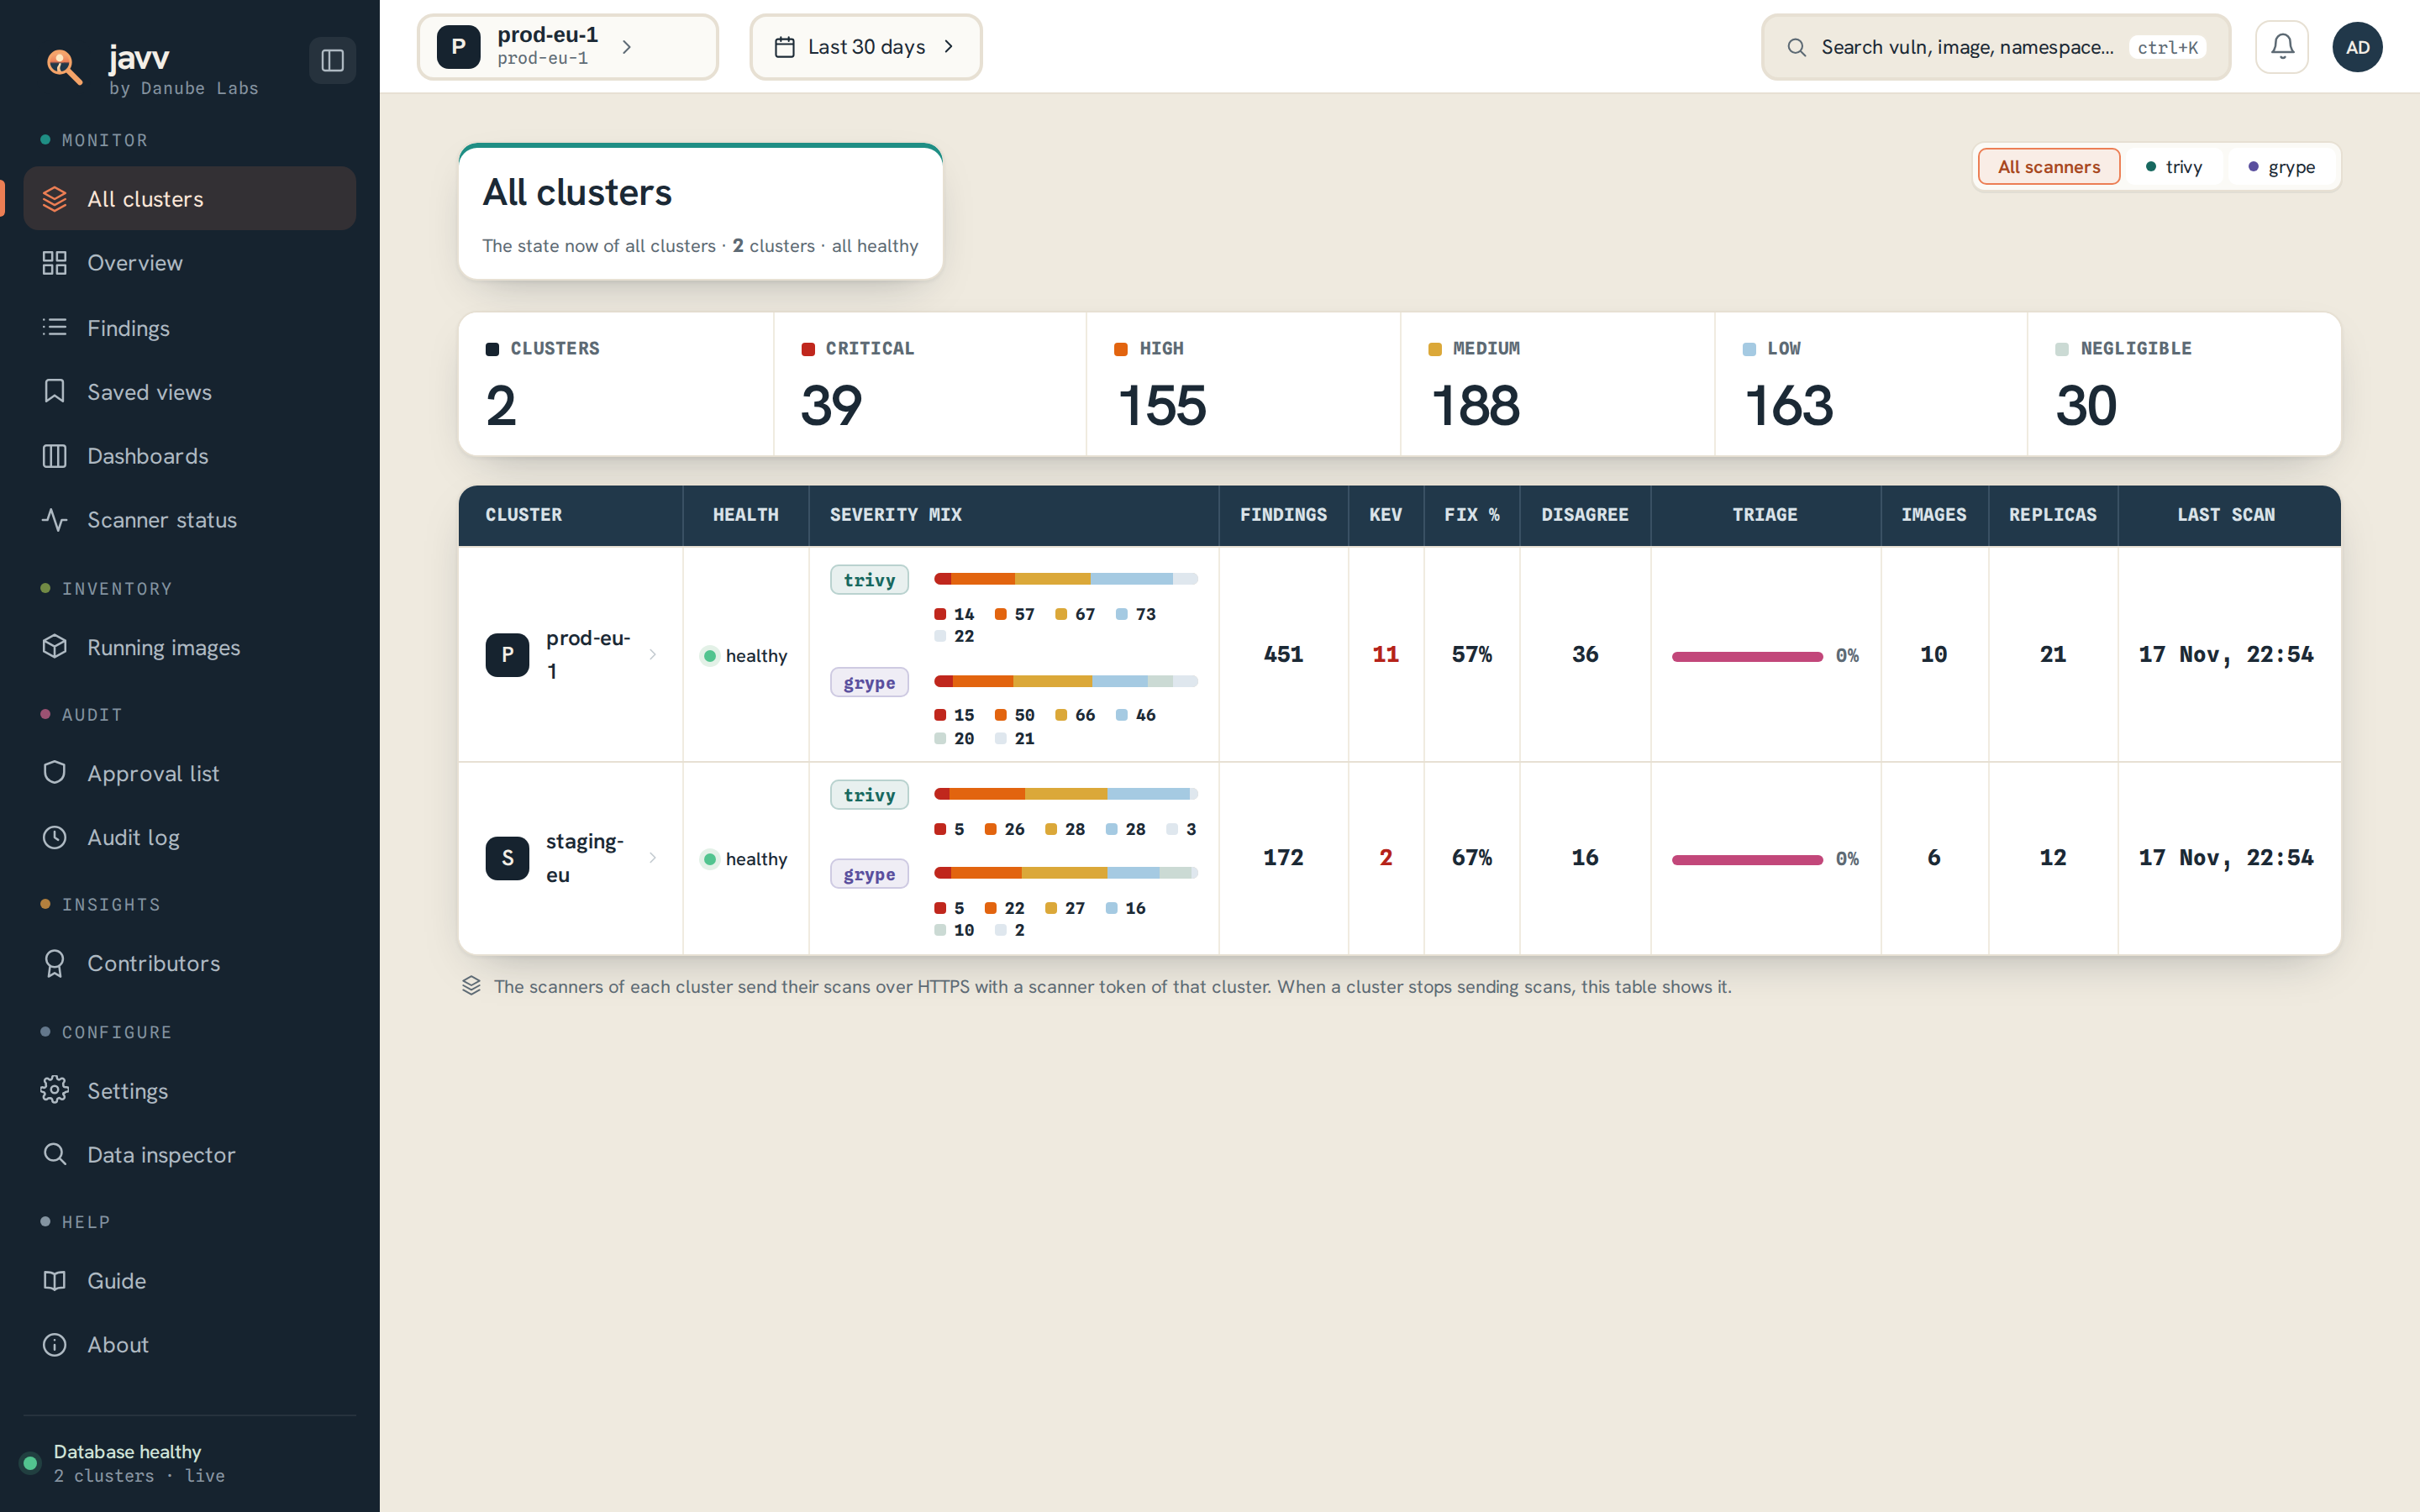 javv
by Danube Labs
MONITOR
All clusters
Overview
Findings
Saved views
Dashboards
Scanner status
INVENTORY
Running images
AUDIT
Approval list
Audit log
INSIGHTS
Contributors
CONFIGURE
Settings
Data inspector
HELP
Guide
About
Database healthy
2 clusters · live
P prod-eu-1
prod-eu-1
Last 30 days
Search vuln, image, namespace... ctrl+K
AD
All clusters
The state now of all clusters · 2 clusters · all healthy
All scanners trivy grype
CLUSTERS CRITICAL HIGH MEDIUM LOW NEGLIGIBLE
2 39 155 188 163 30
CLUSTER HEALTH SEVERITY MIX FINDINGS KEV FIX % DISAGREE TRIAGE IMAGES REPLICAS LAST SCAN
P prod-eu-
1
healthy
trivy
14 57 67 73
22
grype
15 50 66 46
20 21
451 11 57% 36 0% 10 21 17 Nov, 22:54
S staging-
eu
healthy
trivy
5 26 28 28 3
grype
5 22 27 16
10 2
172 2 67% 16 0% 6 12 17 Nov, 22:54
The scanners of each cluster send their scans over HTTPS with a scanner token of that cluster. When a cluster stops sending scans, this table shows it.